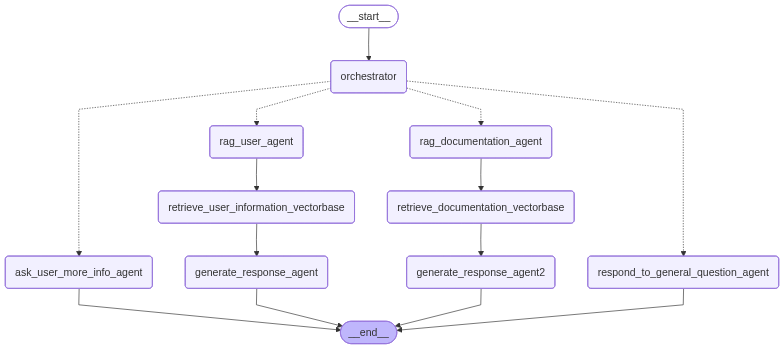 __start__
orchestrator
rag_user_agent
rag_documentation_agent
retrieve_user_information_vectorbase
retrieve_documentation_vectorbase
ask_user_more_info_agent
generate_response_agent
generate_response_agent2
respond_to_general_question_agent
__end__